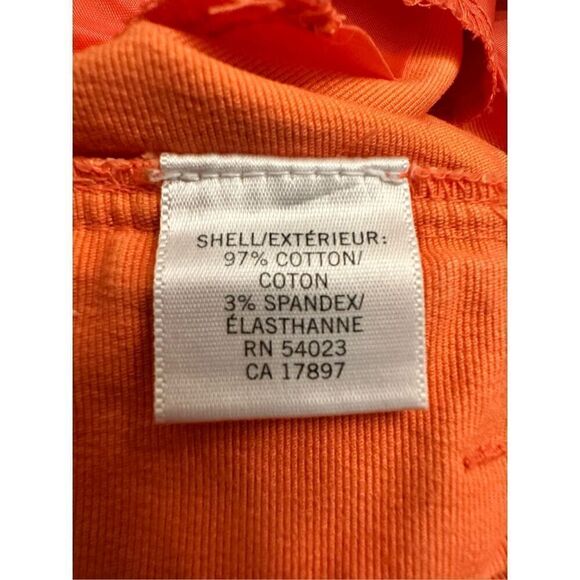 SHELL/EXTÉRIEUR:
97% COTTON/
COTON
3% SPANDEX/
ÉLASTHANNE
RN 54023
CA 17897